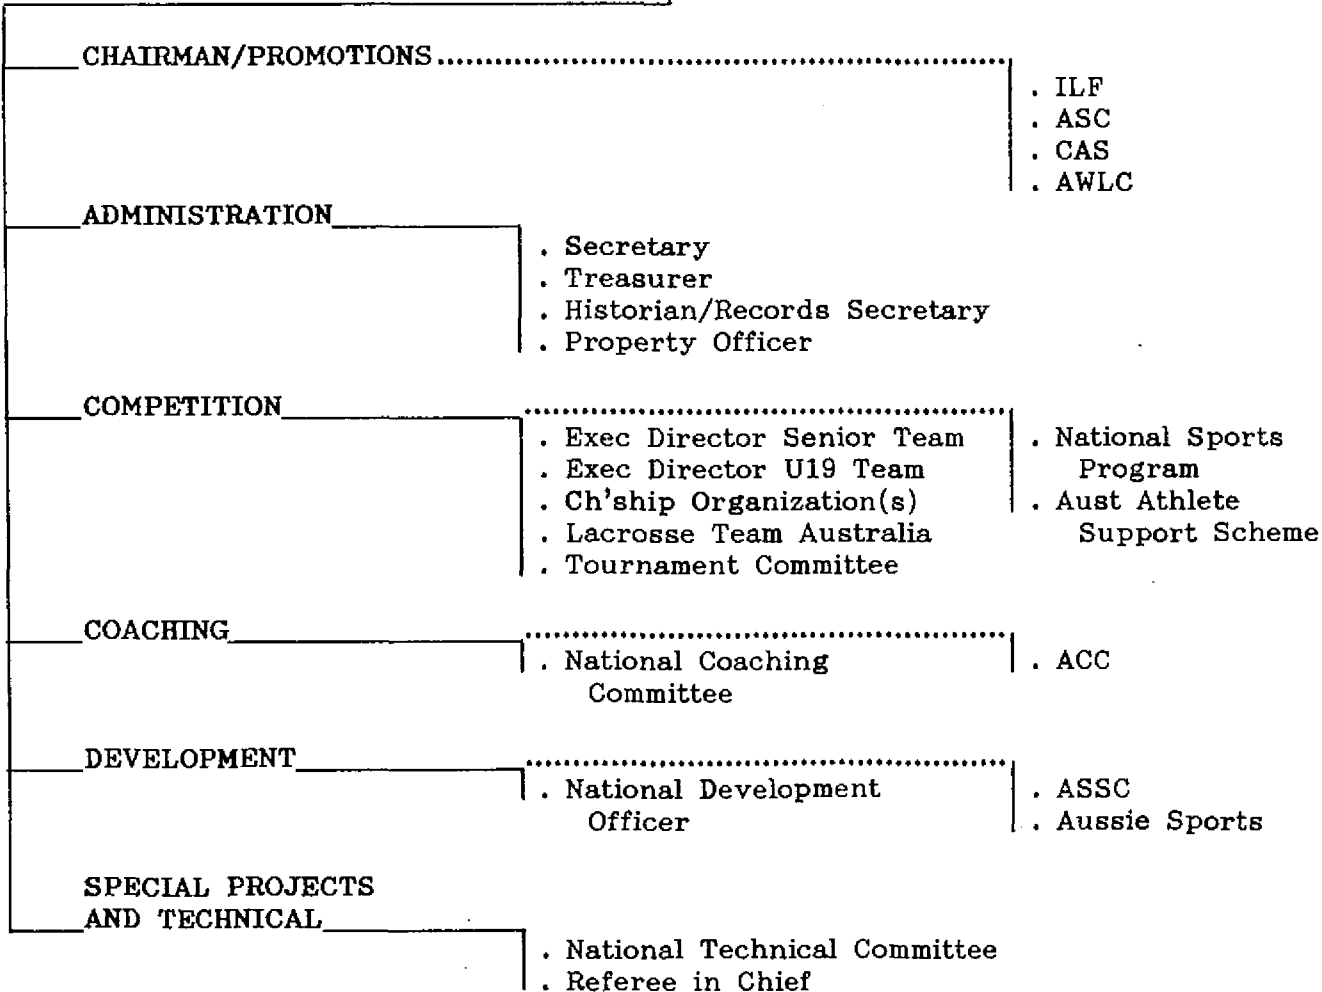 CHAIRMAN/PROMOTIONS
. ILF
. ASC
. CAS
. AWLC
ADMINISTRATION
. Secretary
. Treasurer
. Historian/Records Secretary
. Property Officer
COMPETITION
. Exec Director Senior Team
. Exec Director U19 Team
. Ch'ship Organization(s)
. Lacrosse Team Australia
. Tournament Committee
. National Sports
Program
. Aust Athlete
Support Scheme
COACHING
. National Coaching
Committee
. ACC
DEVELOPMENT
. National Development
Officer
. ASSC
. Aussie Sports
SPECIAL PROJECTS
AND TECHNICAL
. National Technical Committee
. Referee in Chief